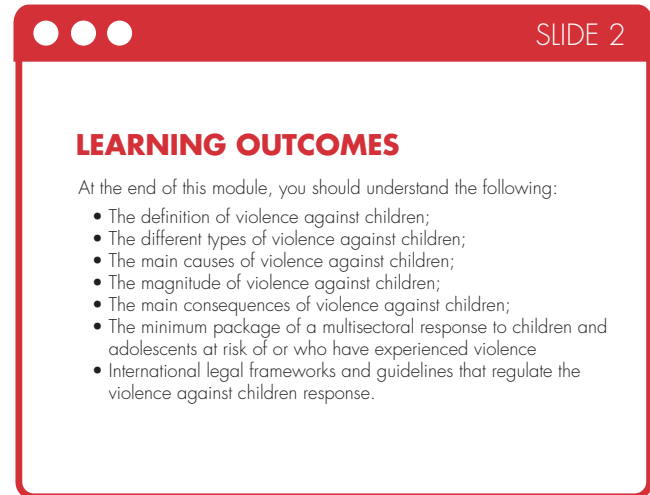 SLIDE 2
LEARNING OUTCOMES
At the end of this module, you should understand the following:
• The definition of violence against children;
• The different types of violence against children;
• The main causes of violence against children;
• The magnitude of violence against children;
• The main consequences of violence against children;
• The minimum package of a multisectoral response to children and
adolescents at risk of or who have experienced violence
• International legal frameworks and guidelines that regulate the
violence against children response.